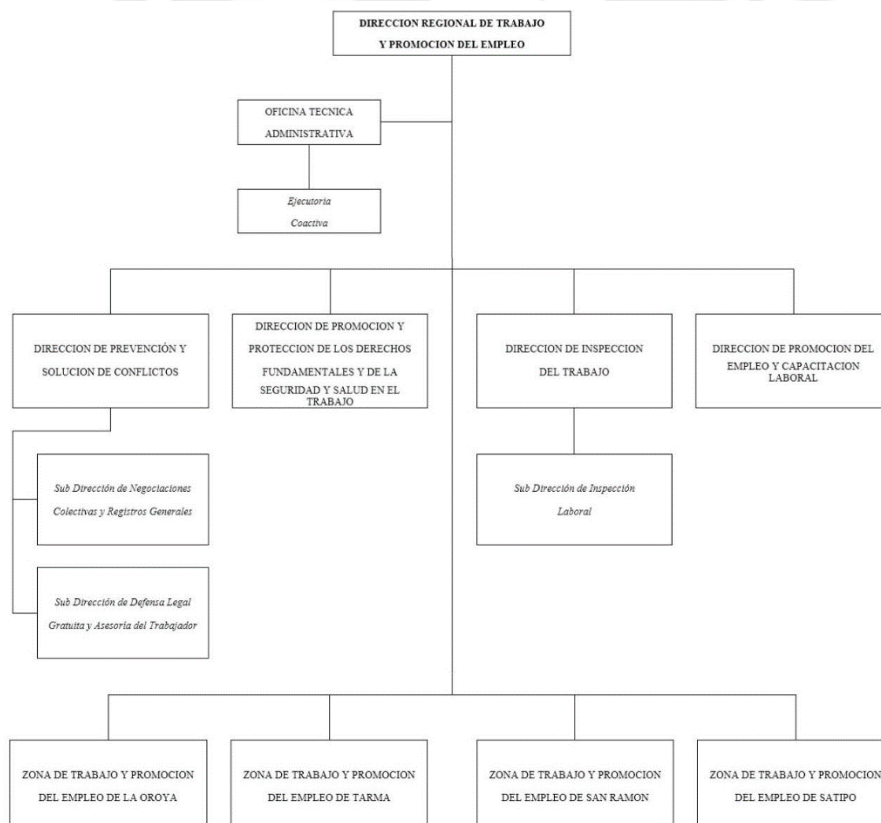 DIRECCION REGIONAL DE TRABAJO
Y PROMOCION DEL EMPLEO
OFICINA TECNICA
ADMINISTRATIVA
Ejecutoria
Coactiva
DIRECCION DE PREVENCIÓN Y
SOLUCION DE CONFLICTOS
DIRECCION DE PROMOCION Y
PROTECCION DE LOS DERECHOS
FUNDAMENTALES Y DE LA
SEGURIDAD Y SALUD EN EL
TRABAJO
DIRECCION DE INSPECCION
DEL TRABAJO
DIRECCION DE PROMOCION DEL
EMPLEO Y CAPACITACION
LABORAL
Sub Dirección de Negociaciones
Colectivas y Registros Generales
Sub Dirección de Inspección
Laboral
Sub Dirección de Defensa Legal
Gratuita y Asesoría del Trabajador
ZONA DE TRABAJO Y PROMOCION
DEL EMPLEO DE LA OROYA
ZONA DE TRABAJO Y PROMOCION
DEL EMPLEO DE TARMA
ZONA DE TRABAJO Y PROMOCION
DEL EMPLEO DE SAN RAMON
ZONA DE TRABAJO Y PROMOCION
DEL EMPLEO DE SATIPO